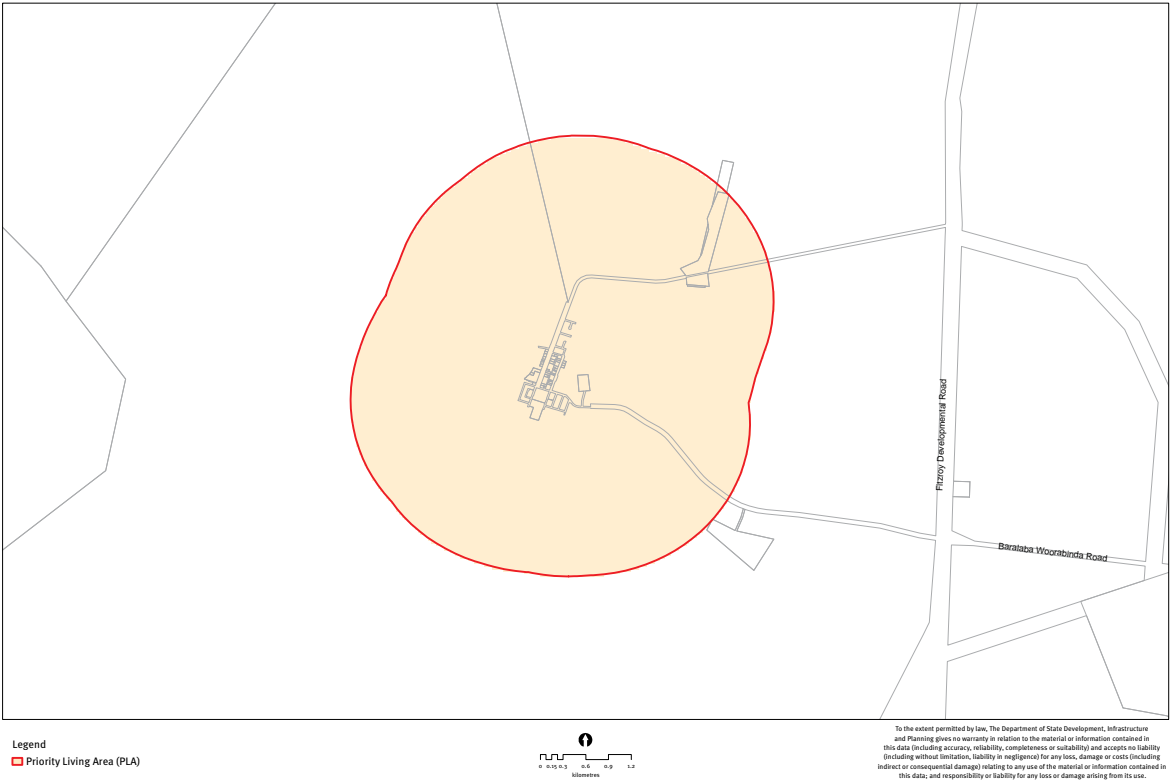 Fitzroy Developmental Road
Baralaba Woorabinda Road
Legend
Priority Living Area (PLA)
0 0.15 0.3 0.6 0.9 1.2
kilometres
To the extent permitted by law, The Department of State Development, Infrastructure
and Planning gives no warranty in relation to the material or information contained in
this data (including accuracy, reliability, completeness or suitability) and accepts no liability
(including without limitation, liability in negligence) for any loss, damage or costs (including
indirect or consequential damage) relating to any use of the material or information contained in
this data; and responsibility or liability for any loss or damage arising from its use.